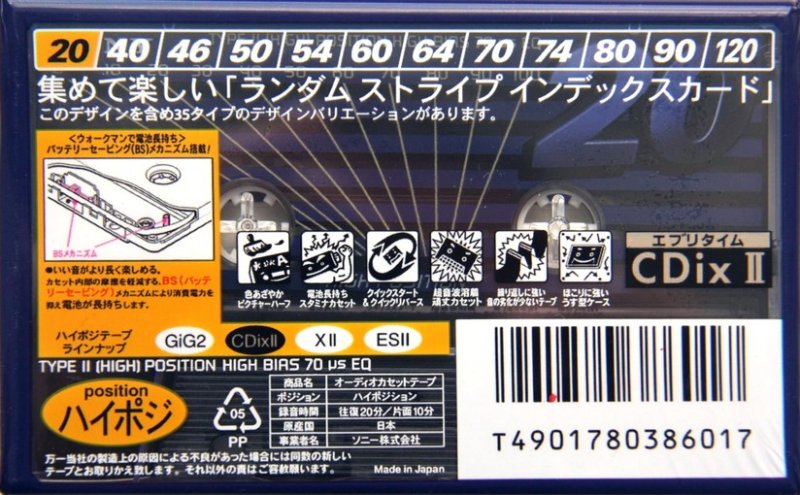 20 40 46 50 54 60 64 70 74 80 90 120
集めて楽しい「ランダム ストライプ インデックスカード」
このデザインを含め35タイプのデザインバリエーションがあります。
20
<ウォークマンで電池長持ち>
バッテリーセービング(BS)メカニズム搭載!
BSメカニズム
●いい音がより長く楽しめる。
カセット内部の摩擦を軽減する。BS(バッテ
リーセービング)メカニズムにより消費電力を
抑え電池が長持ちします。
色あざやか
ピクチャーハーフ
電池長持ち
スタミナカセット
クイックスタート
&クイックリバース
超音波溶着
頑丈カセット
繰り返しに強い
音の劣化が少ないテープ
ほこりに強い
うす型ケース
エブリタイム
CDix II
ハイポジテープ
ラインナップ
GiG2 CDixII XII ESII
TYPE II (HIGH) POSITION HIGH BIAS 70 μs EQ
position
ハイポジ
05
PP
商品名 オーディオカセットテープ
ポジション ハイポジション
録音時間 往復20分/片面10分
原産国 日本
事業者名 ソニー株式会社
万一当社の製造上の原因による不良があった場合には同数の新しい
テープとお取りかえ致します。それ以外の責はご容赦願います。
Made in Japan
T4901780386017